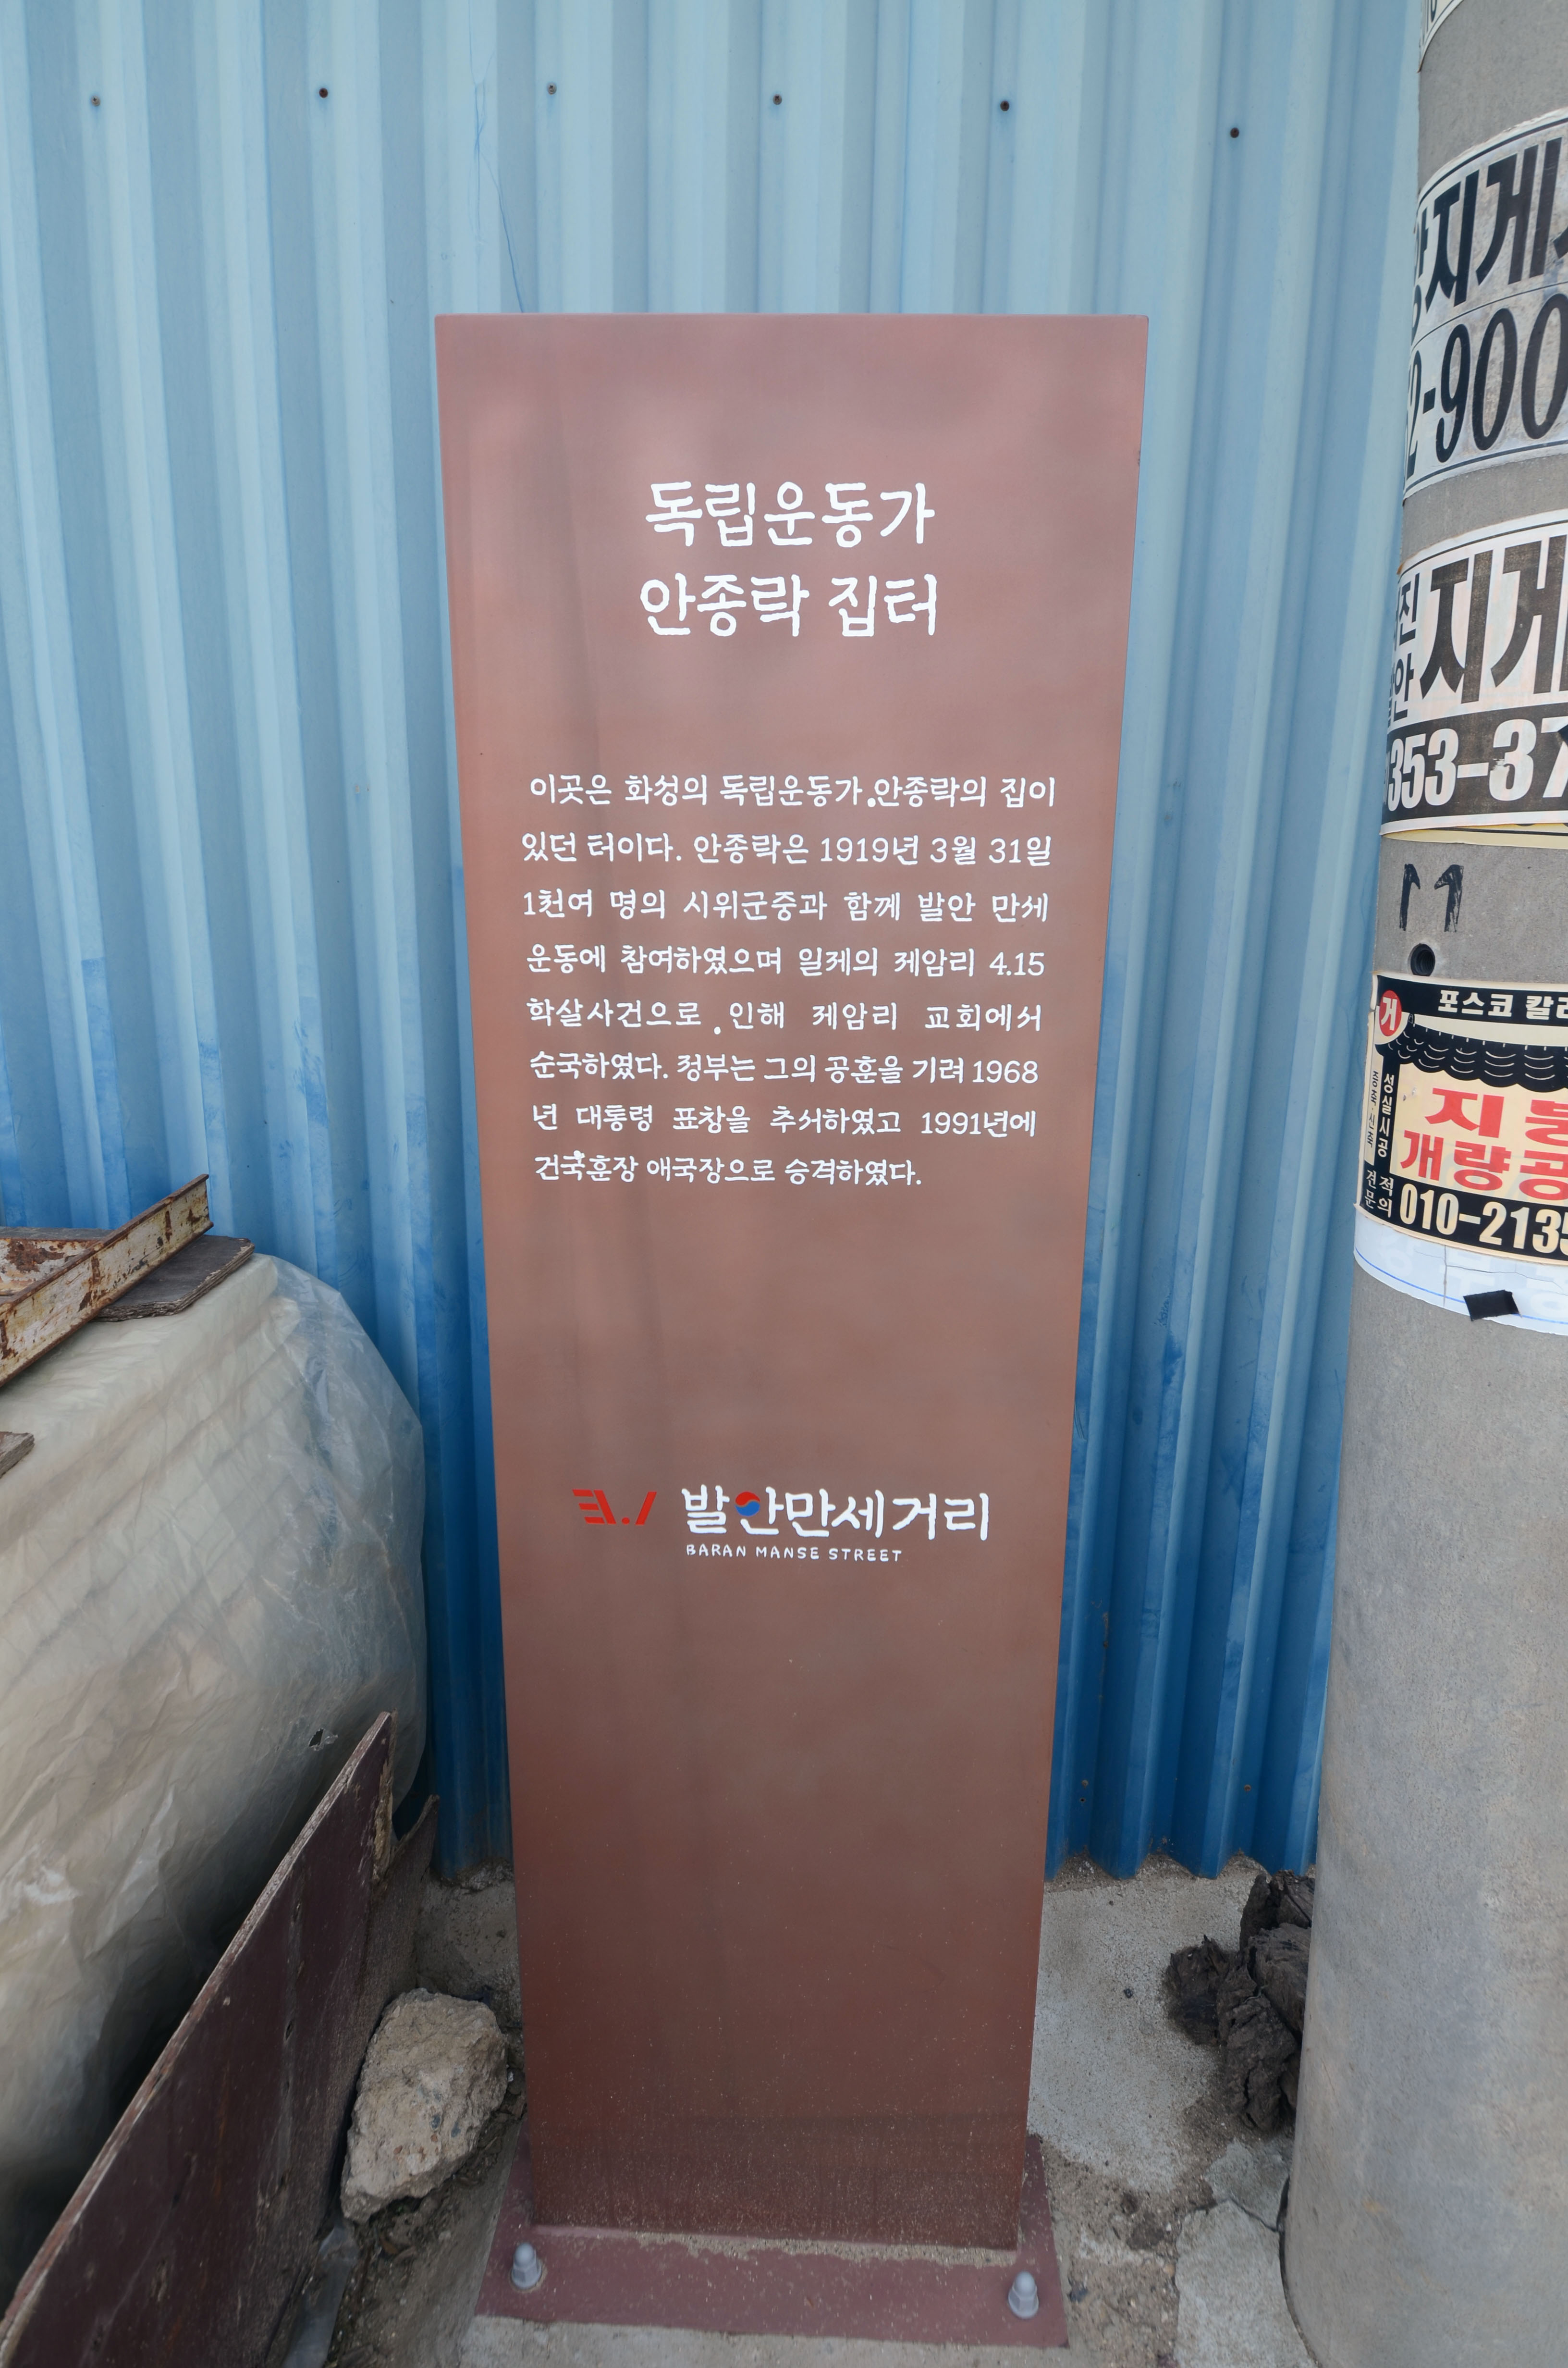 독립운동가
안종락 집터
이곳은 화성의 독립운동가 안종락의 집이
있던 터이다. 안종락은 1919년 3월 31일
1천여 명의 시위군중과 함께 발안 만세
운동에 참여하였으며 일제의 제암리 4.15
학살사건으로 인해 제암리 교회에서
순국하였다. 정부는 그의 공훈을 기려 1968
년 대통령 표창을 추서하였고 1991년에
건국훈장 애국장으로 승격하였다.
3.1 발안만세거리
BARAN MANSE STREET
지게
-900
지게
353-37
11
거
포스코 칼라
성실시공
지붕
개량공
견적
문의
010-2135